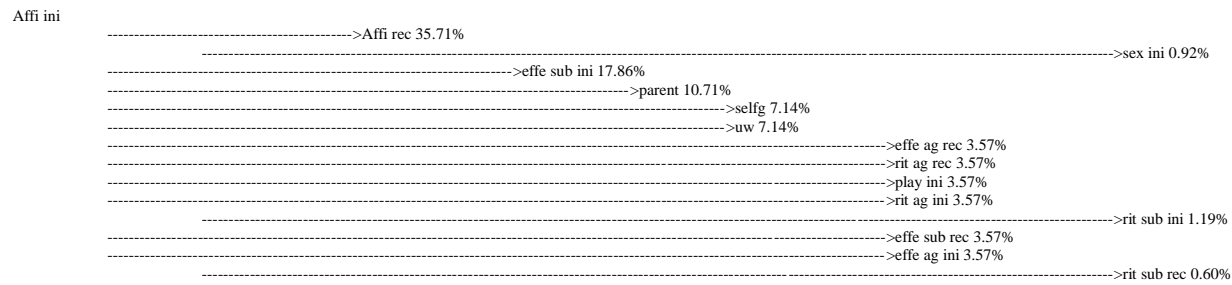 Affi ini
---------------------------------------------->Affi rec 35.71%
------------------------------------------------------------------------------------------------------------------------------------------------------------------------------>sex ini 0.92%
----------------------------------------------------------------------------->effe sub ini 17.86%
---------------------------------------------------------------------------------------------------->parent 10.71%
---------------------------------------------------------------------------------------------------------------------->selfg 7.14%
---------------------------------------------------------------------------------------------------------------------->uw 7.14%
----------------------------------------------------------------------------------------------------------------------------------------------------->effe ag rec 3.57%
----------------------------------------------------------------------------------------------------------------------------------------------------->rit ag rec 3.57%
----------------------------------------------------------------------------------------------------------------------------------------------------->play ini 3.57%
----------------------------------------------------------------------------------------------------------------------------------------------------->rit ag ini 3.57%
------------------------------------------------------------------------------------------------------------------------------------------------------------------------------>rit sub ini 1.19%
----------------------------------------------------------------------------------------------------------------------------------------------------->effe sub rec 3.57%
----------------------------------------------------------------------------------------------------------------------------------------------------->effe ag ini 3.57%
------------------------------------------------------------------------------------------------------------------------------------------------------------------------------>rit sub rec 0.60%